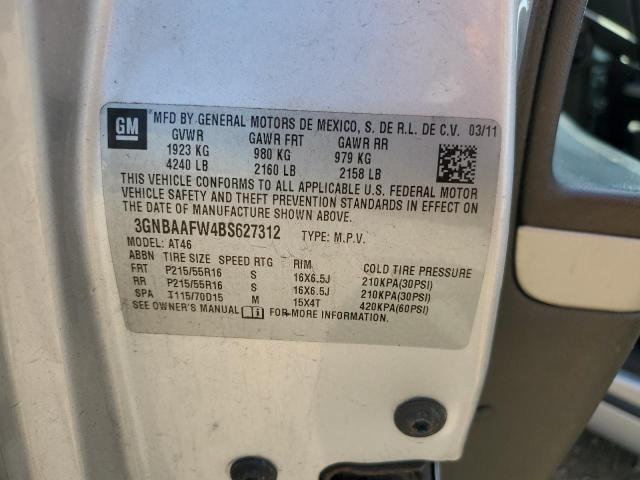 GM
MFD BY GENERAL MOTORS DE MEXICO, S. DE R.L. DE C.V. 03/11
GVWR GAWR FRT GAWR RR
1923 KG 980 KG 979 KG
4240 LB 2160 LB 2158 LB
THIS VEHICLE CONFORMS TO ALL APPLICABLE U.S. FEDERAL MOTOR
VEHICLE SAFETY AND THEFT PREVENTION STANDARDS IN EFFECT ON
THE DATE OF MANUFACTURE SHOWN ABOVE.
3GNBAAFW4BS627312 TYPE: M.P.V.
MODEL: AT46
ABBN TIRE SIZE SPEED RTG RIM COLD TIRE PRESSURE
FRT P215/55R16 S 16X6.5J 210KPA(30PSI)
RR P215/55R16 S 16X6.5J 210KPA(30PSI)
SPA T115/70D15 M 15X4T 420KPA(60PSI)
SEE OWNER'S MANUAL FOR MORE INFORMATION